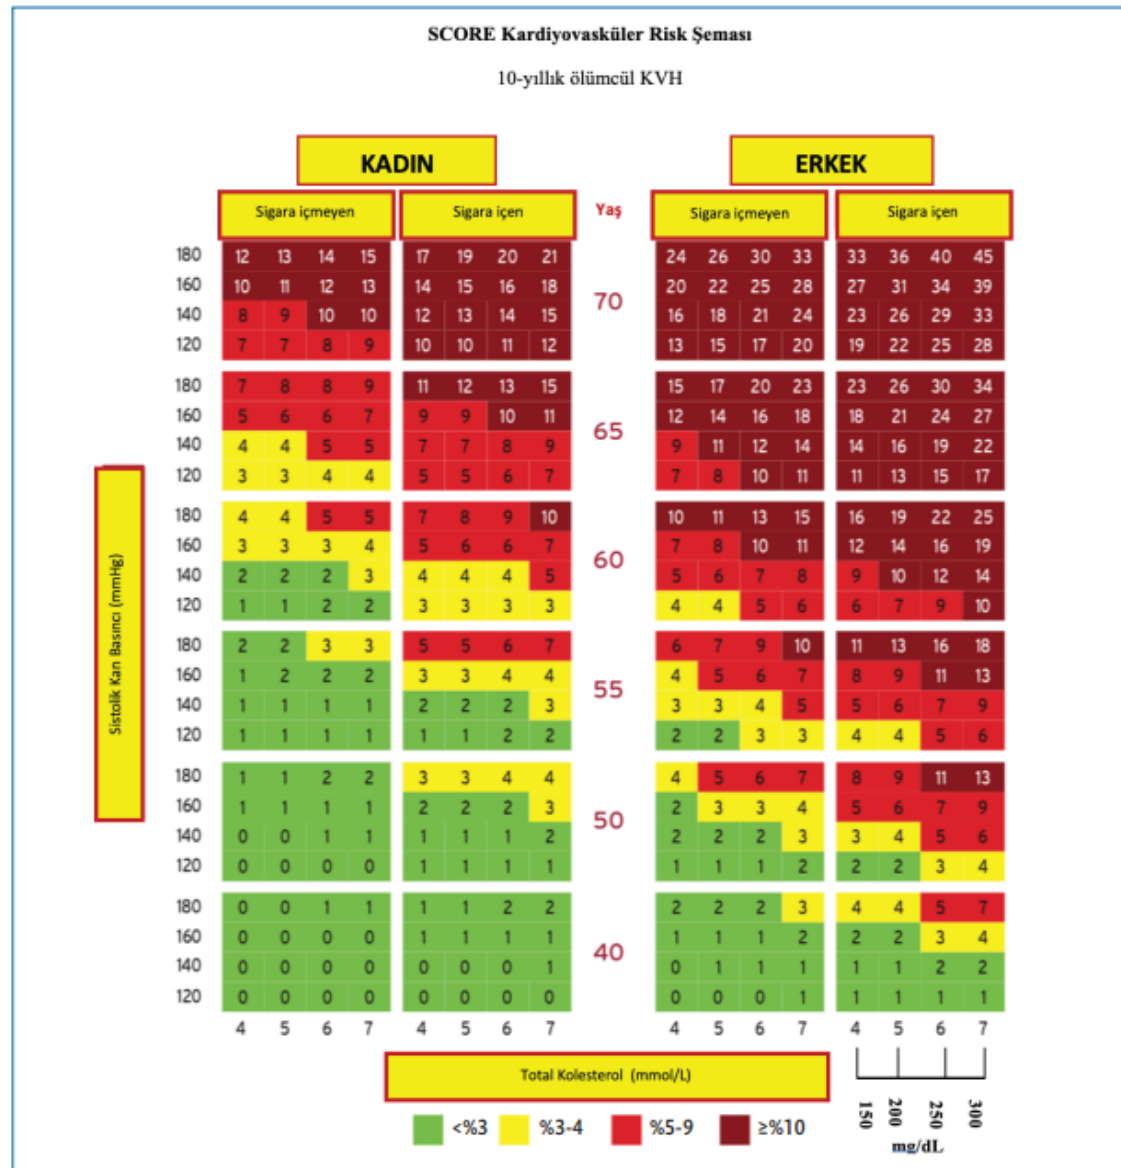 SCORE Kardiyovasküler Risk Şeması
10-yıllık ölümcül KVH
KADIN ERKEK
Sigara içmeyen Sigara içen Yaş Sigara içmeyen Sigara içen
180 12 13 14 15 17 19 20 21 24 26 30 33 33 36 40 45
160 10 11 12 13 14 15 16 18 20 22 25 28 27 31 34 39
70
140 8 9 10 10 12 13 14 15 16 18 21 24 23 26 29 33
120 7 7 8 9 10 10 11 12 13 15 17 20 19 22 25 28
180 7 8 8 9 11 12 13 15 15 17 20 23 23 26 30 34
160 5 6 6 7 9 9 10 11 12 14 16 18 18 21 24 27
65
140 4 4 5 5 7 7 8 9 9 11 12 14 14 16 19 22
120 3 3 4 4 5 5 6 7 7 8 10 11 11 13 15 17
180 4 4 5 5 7 8 9 10 10 11 13 15 16 19 22 25
160 3 3 3 4 5 6 6 7 7 8 10 11 12 14 16 19
60
140 2 2 2 3 4 4 4 5 5 6 7 8 9 10 12 14
120 1 1 2 2 3 3 3 3 4 4 5 6 6 7 9 10
180 2 2 3 3 5 5 6 7 6 7 9 10 11 13 16 18
160 1 2 2 2 3 3 4 4 4 5 6 7 8 9 11 13
55
140 1 1 1 1 2 2 2 3 3 3 4 5 5 6 7 9
120 1 1 1 1 1 1 2 2 2 2 3 3 4 4 5 6
180 1 1 2 2 3 3 4 4 4 5 6 7 8 9 11 13
160 1 1 1 1 2 2 2 3 2 3 3 4 5 6 7 9
50
140 0 0 1 1 1 1 1 2 2 2 2 3 3 4 5 6
120 0 0 0 0 1 1 1 1 1 1 1 2 2 2 3 4
180 0 0 1 1 1 1 2 2 2 2 2 3 4 4 5 7
160 0 0 0 0 1 1 1 1 1 1 1 2 2 2 3 4
40
140 0 0 0 0 0 0 0 1 0 1 1 1 1 1 2 2
120 0 0 0 0 0 0 0 0 0 0 0 1 1 1 1 1
4 5 6 7 4 5 6 7 4 5 6 7 4 5 6 7
Sistolik Kan Basıncı (mmHg)
Total Kolesterol (mmol/L)
150 200 250 300
mg/dL
<%3 %3-4 %5-9 ≥%10